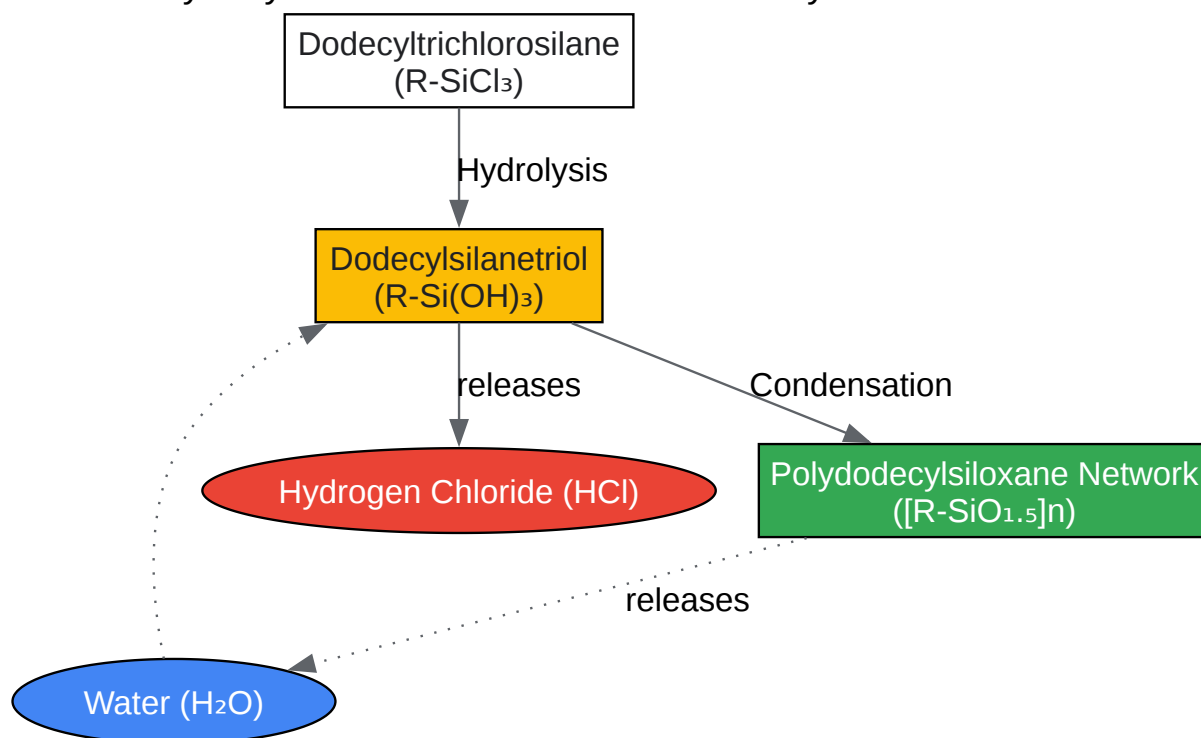 Dodecyltrichlorosilane
(R-SiCl₃)
Hydrolysis
Dodecylsilanetriol
(R-Si(OH)₃)
releases
Condensation
Hydrogen Chloride (HCl)
Polydodecylsiloxane Network
([R-SiO₁.₅]n)
releases
Water (H₂O)